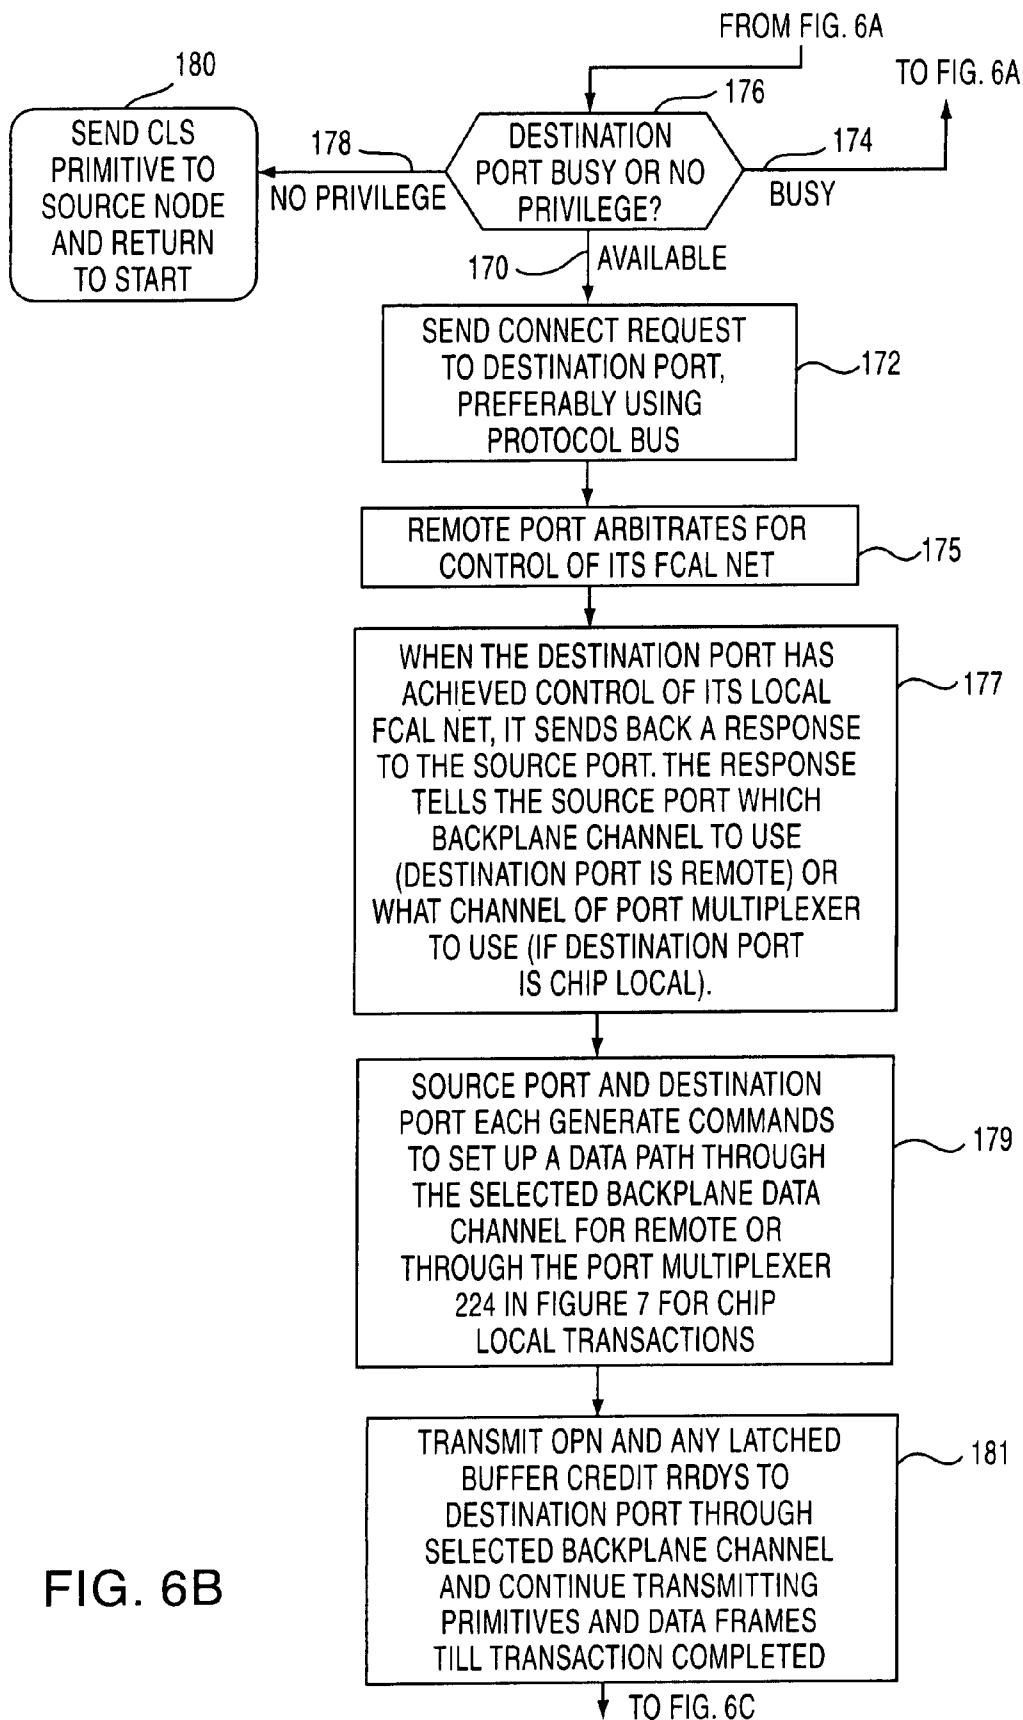 FROM FIG. 6A
TO FIG. 6A
180
SEND CLS
PRIMITIVE TO
SOURCE NODE
AND RETURN
TO START
178
NO PRIVILEGE
176
DESTINATION
PORT BUSY OR NO
PRIVILEGE?
174
BUSY
170
AVAILABLE
SEND CONNECT REQUEST
TO DESTINATION PORT,
PREFERABLY USING
PROTOCOL BUS
172
REMOTE PORT ARBITRATES FOR
CONTROL OF ITS FCAL NET
175
WHEN THE DESTINATION PORT HAS
ACHIEVED CONTROL OF ITS LOCAL
FCAL NET, IT SENDS BACK A RESPONSE
TO THE SOURCE PORT. THE RESPONSE
TELLS THE SOURCE PORT WHICH
BACKPLANE CHANNEL TO USE
(DESTINATION PORT IS REMOTE) OR
WHAT CHANNEL OF PORT MULTIPLEXER
TO USE (IF DESTINATION PORT
IS CHIP LOCAL).
177
SOURCE PORT AND DESTINATION
PORT EACH GENERATE COMMANDS
TO SET UP A DATA PATH THROUGH
THE SELECTED BACKPLANE DATA
CHANNEL FOR REMOTE OR
THROUGH THE PORT MULTIPLEXER
224 IN FIGURE 7 FOR CHIP
LOCAL TRANSACTIONS
179
TRANSMIT OPN AND ANY LATCHED
BUFFER CREDIT RRDYS TO
DESTINATION PORT THROUGH
SELECTED BACKPLANE CHANNEL
AND CONTINUE TRANSMITTING
PRIMITIVES AND DATA FRAMES
TILL TRANSACTION COMPLETED
181
FIG. 6B
TO FIG. 6C